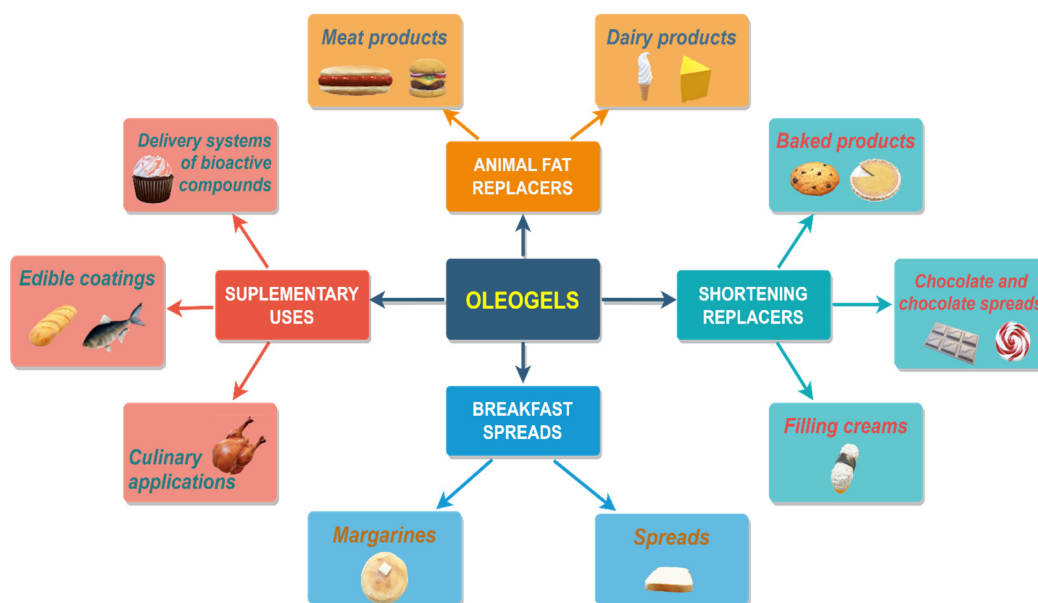 Meat products
Dairy products
Delivery systems
of bioactive
compounds
ANIMAL FAT
REPLACERS
Baked products
Edible coatings
SUPLEMENTARY
USES
OLEOGELS
SHORTENING
REPLACERS
Chocolate and
chocolate spreads
BREAKFAST
SPREADS
Culinary
applications
Filling creams
Margarines
Spreads